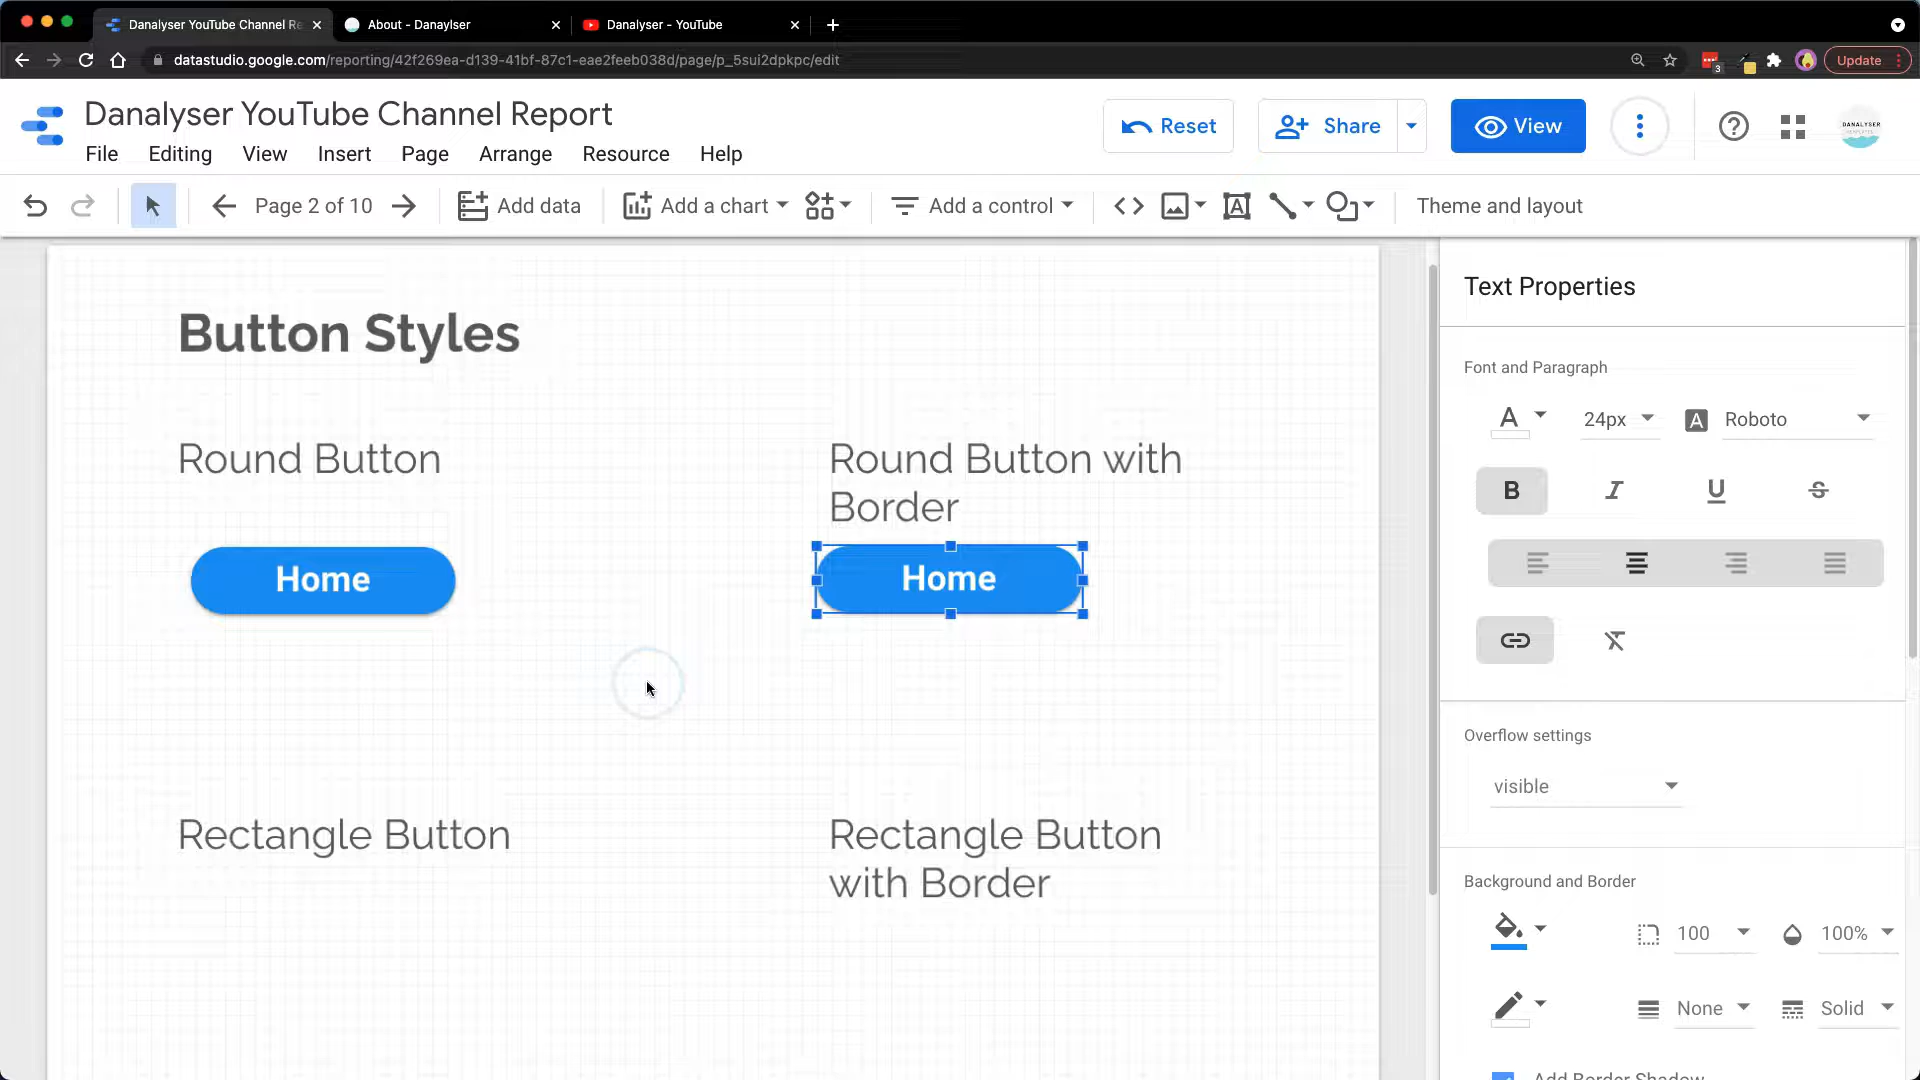 Danalyser YouTube Channel Re
About - Danaylser
Danalyser - YouTube
datastudio.google.com/reporting/42f269ea-d139-41bf-87c1-eae2feeb038d/page/p_5sui2dpkpc/edit
3
Update
Danalyser YouTube Channel Report
File Editing View Insert Page Arrange Resource Help
Reset
Share
View
DANALYSER
Page 2 of 10
Add data
Add a chart
Add a control
Theme and layout
Button Styles
Round Button
Home
Round Button with
Border
Home
Rectangle Button
Rectangle Button
with Border
Text Properties
Font and Paragraph
A 24px A Roboto
B I U S
Overflow settings
visible
Background and Border
100 100%
None Solid
Add Border Shadow